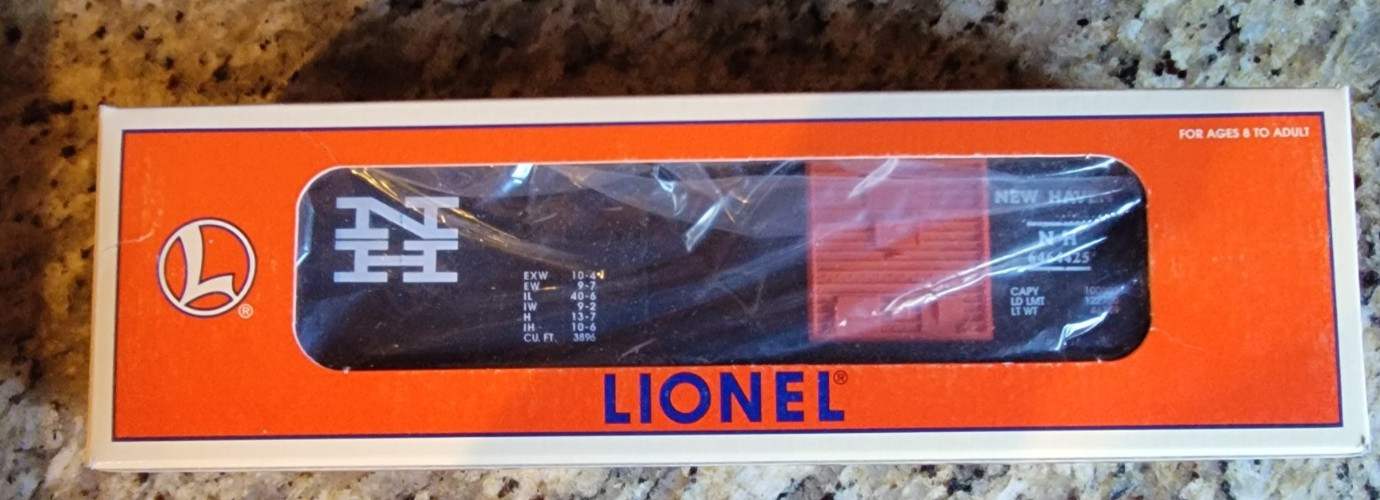 FOR AGES 8 TO ADULT
L
®
NH
EXW 10-4
EW 9-7
IL 40-6
IW 9-2
H 13-7
IH 10-6
CU. FT. 3896
NEW HAVEN
N H
6464425
CAPY
LD LMT
LT WT
LIONEL®